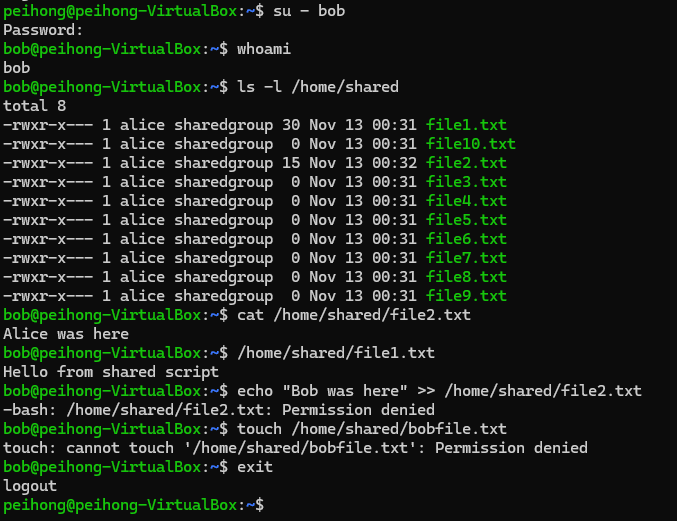 peihong@peihong-VirtualBox:~$ su - bob
Password:
bob@peihong-VirtualBox:~$ whoami
bob
bob@peihong-VirtualBox:~$ ls -l /home/shared
total 8
-rwxr-x--- 1 alice sharedgroup 30 Nov 13 00:31 file1.txt
-rwxr-x--- 1 alice sharedgroup  0 Nov 13 00:31 file10.txt
-rwxr-x--- 1 alice sharedgroup 15 Nov 13 00:32 file2.txt
-rwxr-x--- 1 alice sharedgroup  0 Nov 13 00:31 file3.txt
-rwxr-x--- 1 alice sharedgroup  0 Nov 13 00:31 file4.txt
-rwxr-x--- 1 alice sharedgroup  0 Nov 13 00:31 file5.txt
-rwxr-x--- 1 alice sharedgroup  0 Nov 13 00:31 file6.txt
-rwxr-x--- 1 alice sharedgroup  0 Nov 13 00:31 file7.txt
-rwxr-x--- 1 alice sharedgroup  0 Nov 13 00:31 file8.txt
-rwxr-x--- 1 alice sharedgroup  0 Nov 13 00:31 file9.txt
bob@peihong-VirtualBox:~$ cat /home/shared/file2.txt
Alice was here
bob@peihong-VirtualBox:~$ /home/shared/file1.txt
Hello from shared script
bob@peihong-VirtualBox:~$ echo "Bob was here" >> /home/shared/file2.txt
-bash: /home/shared/file2.txt: Permission denied
bob@peihong-VirtualBox:~$ touch /home/shared/bobfile.txt
touch: cannot touch '/home/shared/bobfile.txt': Permission denied
bob@peihong-VirtualBox:~$ exit
logout
peihong@peihong-VirtualBox:~$